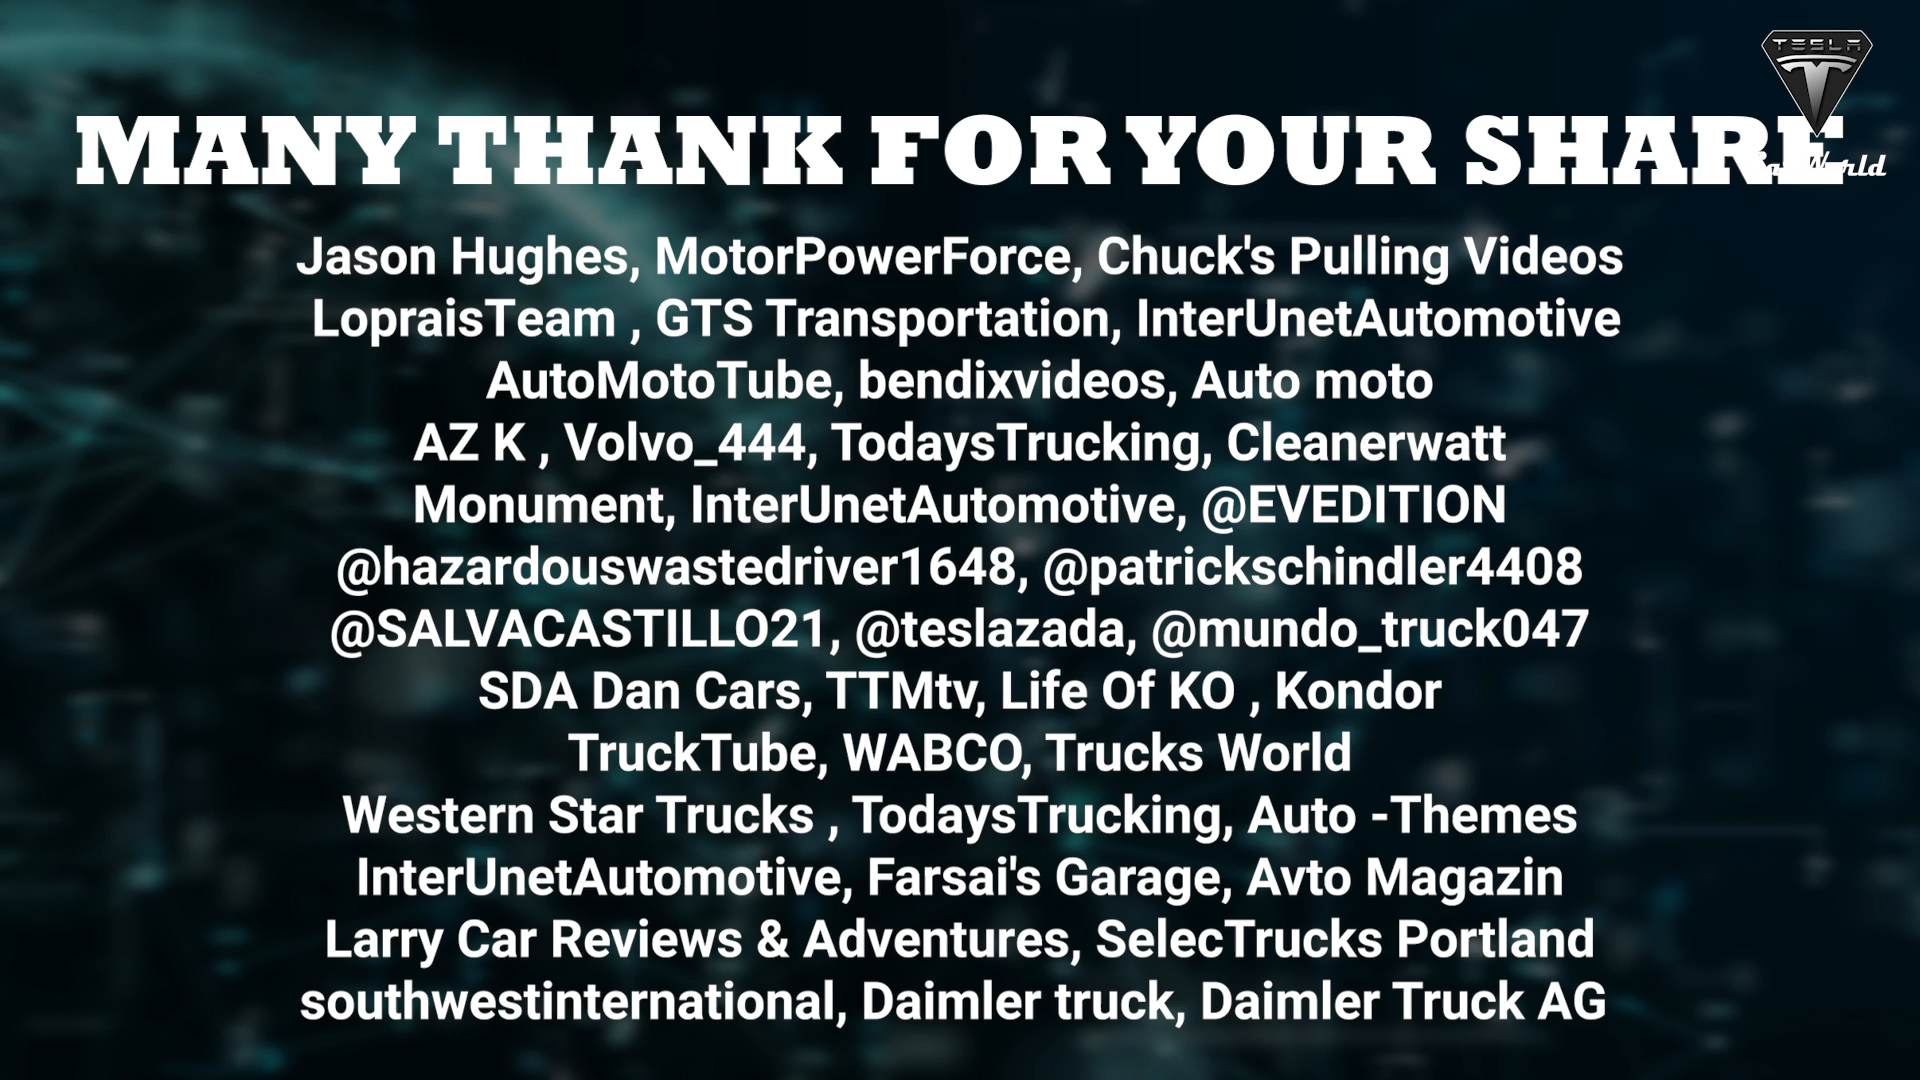 TESLA
MANY THANK FOR YOUR SHARE
World
Jason Hughes, MotorPowerForce, Chuck's Pulling Videos
LopraisTeam , GTS Transportation, InterUnetAutomotive
AutoMotoTube, bendixvideos, Auto moto
AZ K , Volvo_444, TodaysTrucking, Cleanerwatt
Monument, InterUnetAutomotive, @EVEDITION
@hazardouswastedriver1648, @patrickschindler4408
@SALVACASTILLO21, @teslazada, @mundo_truck047
SDA Dan Cars, TTMtv, Life Of KO , Kondor
TruckTube, WABCO, Trucks World
Western Star Trucks , TodaysTrucking, Auto -Themes
InterUnetAutomotive, Farsai's Garage, Avto Magazin
Larry Car Reviews & Adventures, SelecTrucks Portland
southwestinternational, Daimler truck, Daimler Truck AG